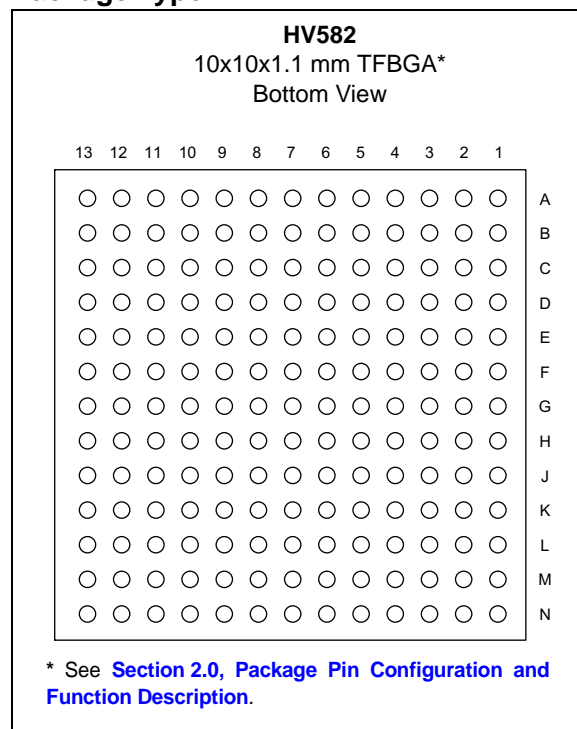 HV582
10x10x1.1 mm TFBGA*
Bottom View
13 12 11 10 9 8 7 6 5 4 3 2 1
A
B
C
D
E
F
G
H
J
K
L
M
N
* See Section 2.0, Package Pin Configuration and
Function Description.